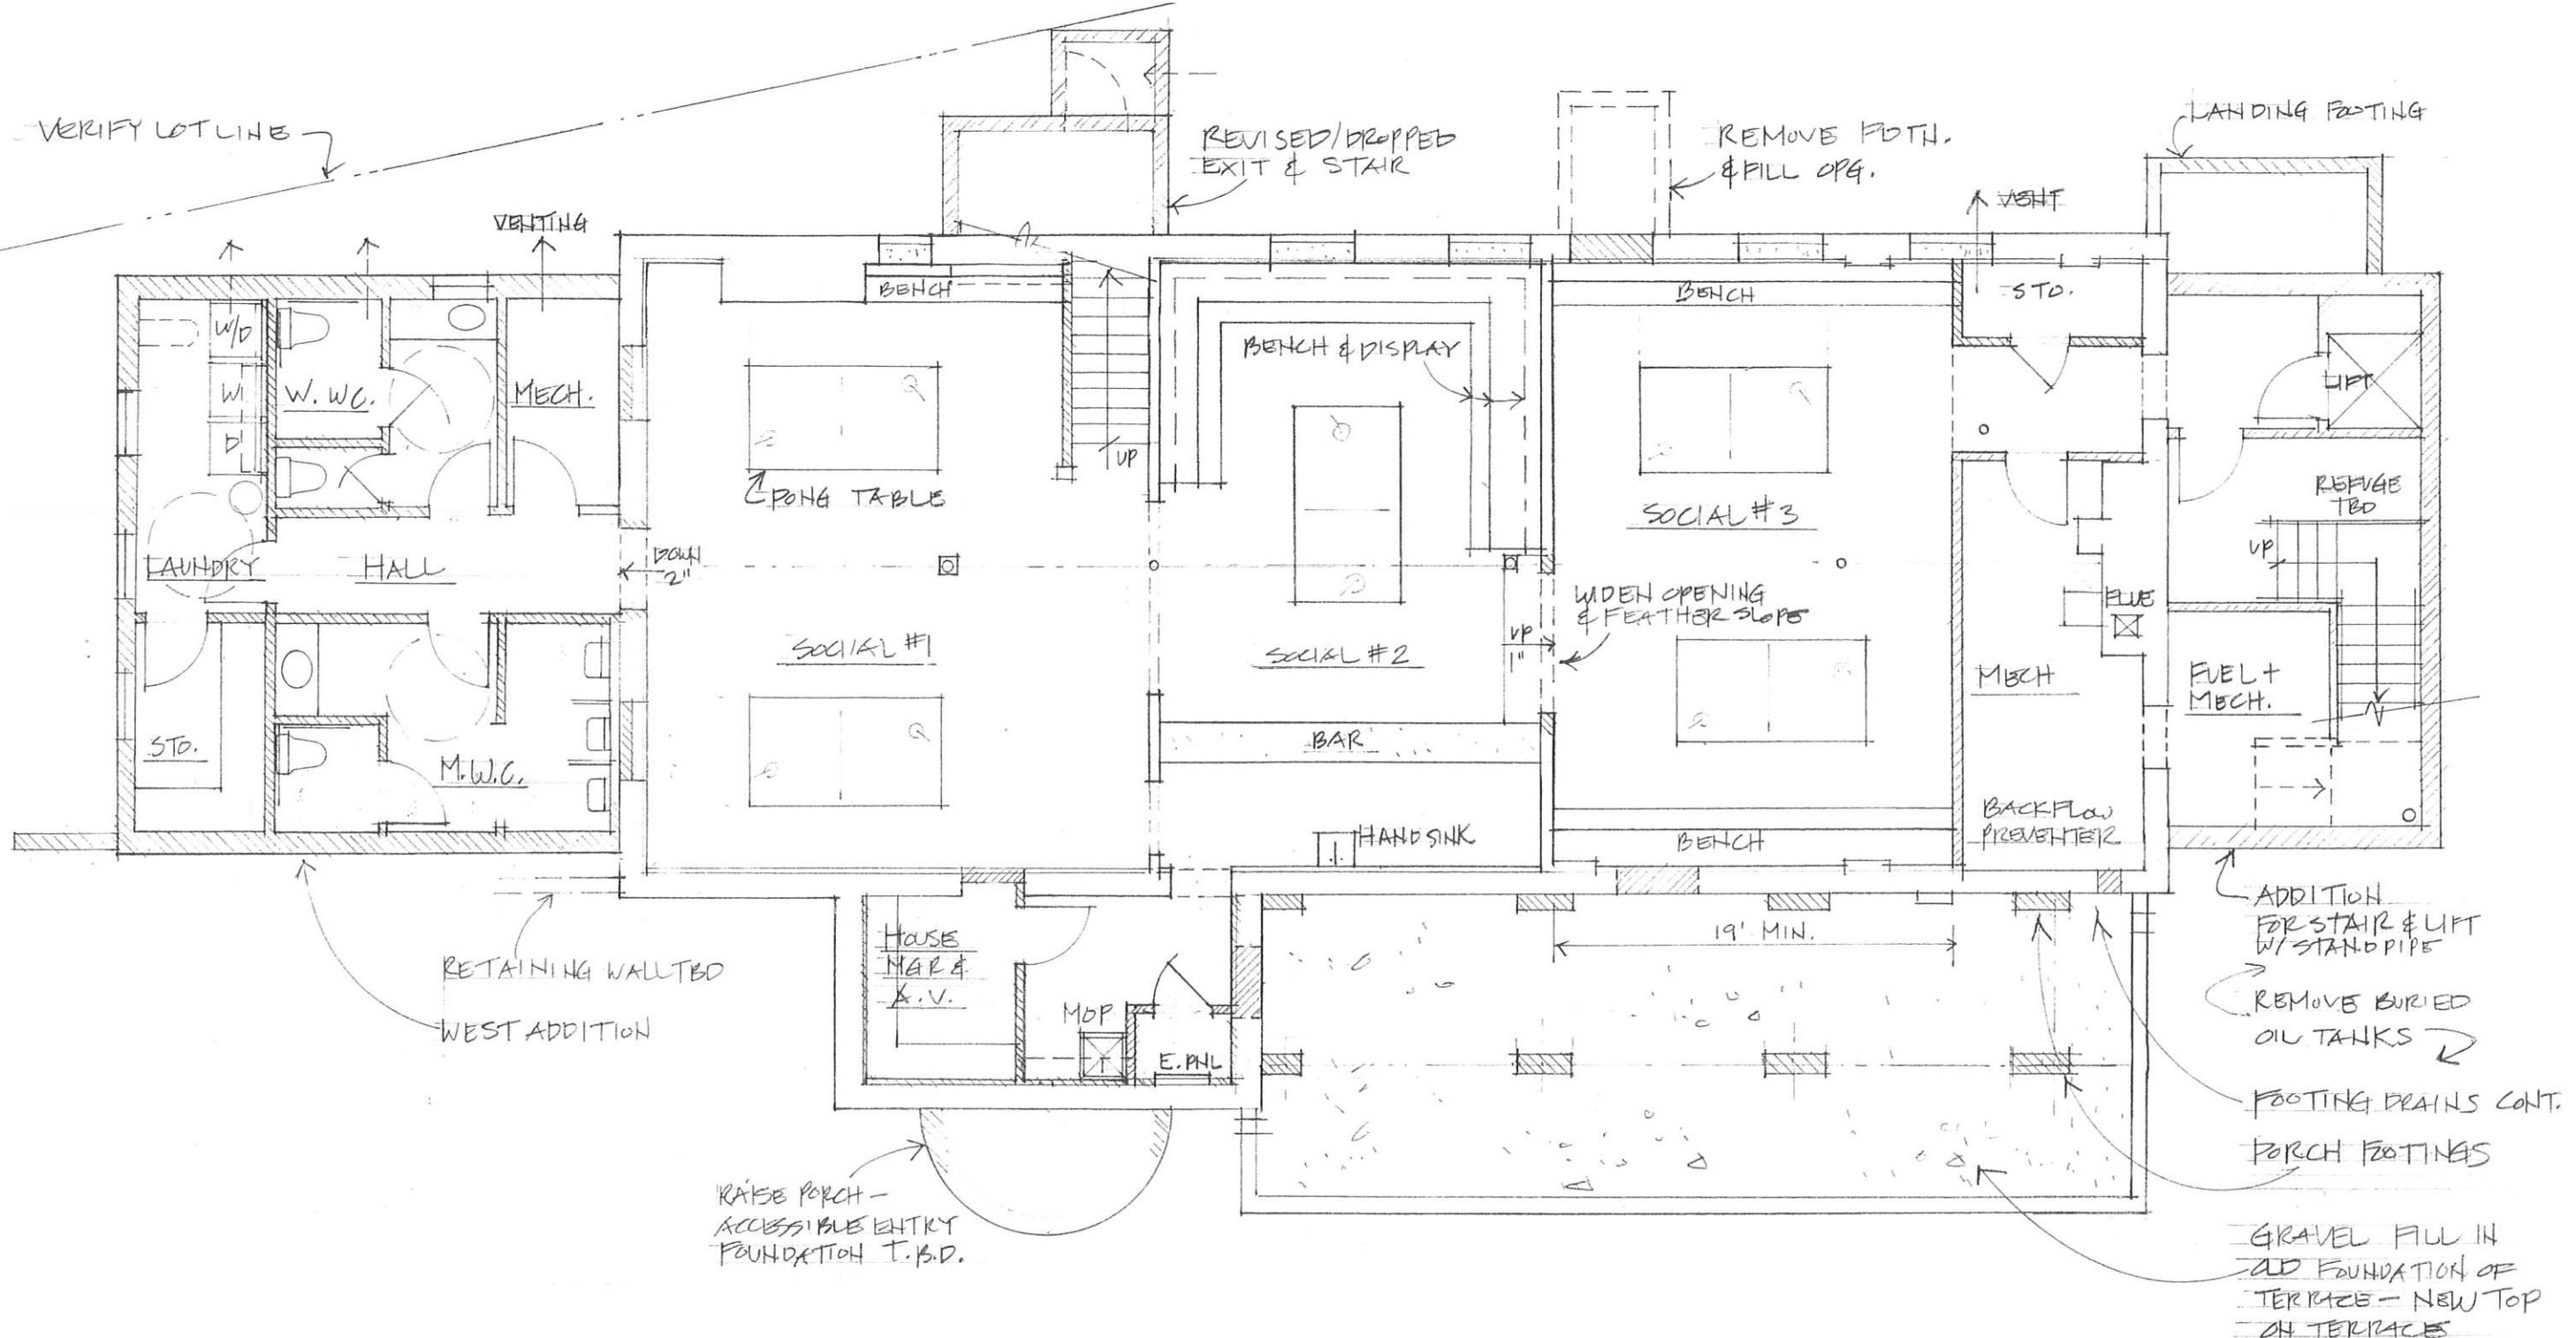 VERIFY LOT LINE
VENTING
REVISED/DROPPED
EXIT & STAIR
REMOVE FDTN.
& FILL OPG.
VENT
LANDING FOOTING
BENCH
BENCH
STO.
W/D
W
D
W. WC.
MECH.
BENCH & DISPLAY
LIFT
UP
PONG TABLE
SOCIAL #3
REFUGE
TBD
UP
LAUNDRY
HALL
DOWN
2"
WIDEN OPENING
& FEATHER SLOPE
FLUE
UP
1"
SOCIAL #1
SOCIAL #2
MECH
FUEL +
MECH.
STO.
M.W.C.
BAR
HANDSINK
BENCH
BACKFLOW
PREVENTER
HOUSE
MGR &
A.V.
19' MIN.
ADDITION
FOR STAIR & LIFT
W/ STANDPIPE
RETAINING WALL TBD
WEST ADDITION
MOP
E. PNL
REMOVE BURIED
OIL TANKS
FOOTING DRAINS CONT.
PORCH FOOTINGS
RAISE PORCH –
ACCESSIBLE ENTRY
FOUNDATION T.B.D.
GRAVEL FILL IN
OLD FOUNDATION OF
TERRACE – NEW TOP
ON TERRACE